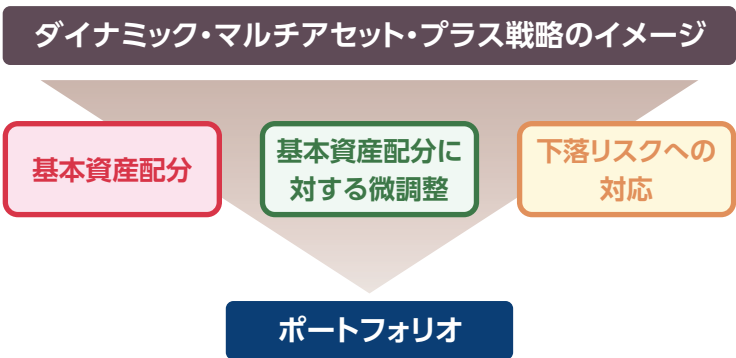 ダイナミック・マルチアセット・プラス戦略のイメージ
基本資産配分
基本資産配分に
対する微調整
下落リスクへの
対応
ポートフォリオ